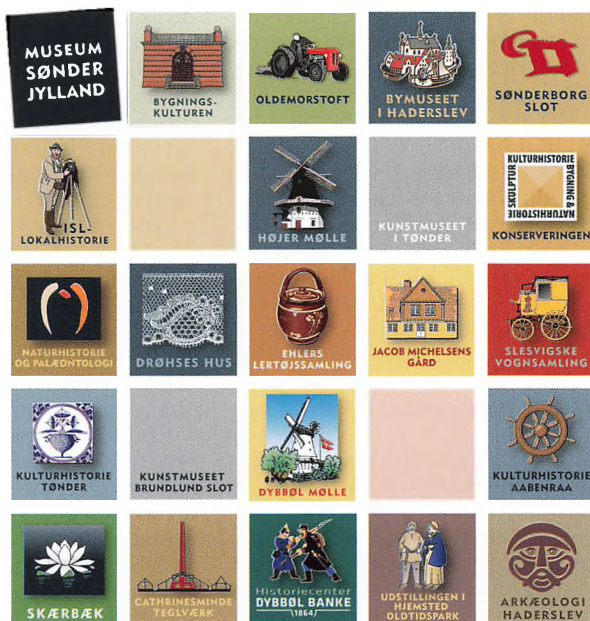 MUSEUM
SØNDER
JYLLAND
BYGNINGS-
KULTUREN
OLDEMORSTOFT
BYMUSEET
I HADERSLEV
SØNDERBORG
SLOT
ISL-
LOKALHISTORIE
HØJER MØLLE
KUNSTMUSEET
I TØNDER
KULTURHISTORIE
BYGNING &
NATURHISTORIE
SKULPTUR
KONSERVERINGEN
NATURHISTORIE
OG PALÆONTOLOGI
DRØHSES HUS
EHLERS
LERTØJSSAMLING
JACOB MICHELSENS
GÅRD
SLESVIGSKE
VOGNSAMLING
KULTURHISTORIE
TØNDER
KUNSTMUSEET
BRUNDLUND SLOT
DYBBØL MØLLE
KULTURHISTORIE
AABENRAA
SKÆRBÆK
CATHRINESMINDE
TEGLVÆRK
Historiecenter
DYBBØL BANKE
\1864/
UDSTILLINGEN I
HJEMSTED
OLDTIDSPARK
ARKÆOLOGI
HADERSLEV